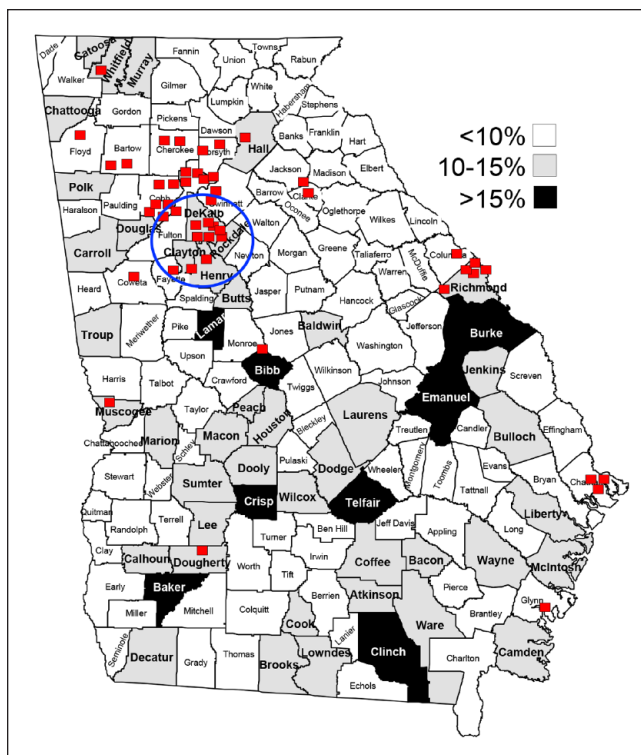 Dade
Catoosa
Whitfield
Murray
Fannin
Union
Towns
Rabun
Walker
Gilmer
White
Habersham
Lumpkin
Stephens
Chattooga
Gordon
Pickens
Dawson
Banks
Franklin
Hart
Floyd
Bartow
Cherokee
Forsyth
Hall
<10%
10-15%
>15%
Jackson
Madison
Elbert
Polk
Cobb
Gwinnett
Barrow
Clarke
Oconee
Oglethorpe
Wilkes
Lincoln
Haralson
Paulding
DeKalb
Walton
Douglas
Fulton
Rockdale
Newton
Morgan
Greene
Taliaferro
McDuffie
Columbia
Carroll
Clayton
Henry
Warren
Richmond
Heard
Coweta
Fayette
Spalding
Butts
Jasper
Putnam
Hancock
Glascock
Troup
Meriwether
Pike
Lamar
Monroe
Jones
Baldwin
Jefferson
Burke
Upson
Bibb
Wilkinson
Washington
Jenkins
Screven
Harris
Talbot
Crawford
Twiggs
Johnson
Emanuel
Muscogee
Taylor
Peach
Houston
Bleckley
Laurens
Treutlen
Candler
Bulloch
Effingham
Chattahoochee
Marion
Schley
Macon
Pulaski
Dodge
Wheeler
Montgomery
Toombs
Evans
Bryan
Stewart
Webster
Sumter
Dooly
Wilcox
Telfair
Tattnall
Quitman
Randolph
Terrell
Lee
Crisp
Ben Hill
Jeff Davis
Appling
Long
Liberty
Clay
Calhoun
Dougherty
Turner
Irwin
Coffee
Bacon
Wayne
McIntosh
Early
Baker
Worth
Tift
Pierce
Miller
Mitchell
Colquitt
Berrien
Atkinson
Ware
Brantley
Glynn
Seminole
Decatur
Grady
Thomas
Cook
Brooks
Lanier
Lowndes
Clinch
Charlton
Camden
Echols